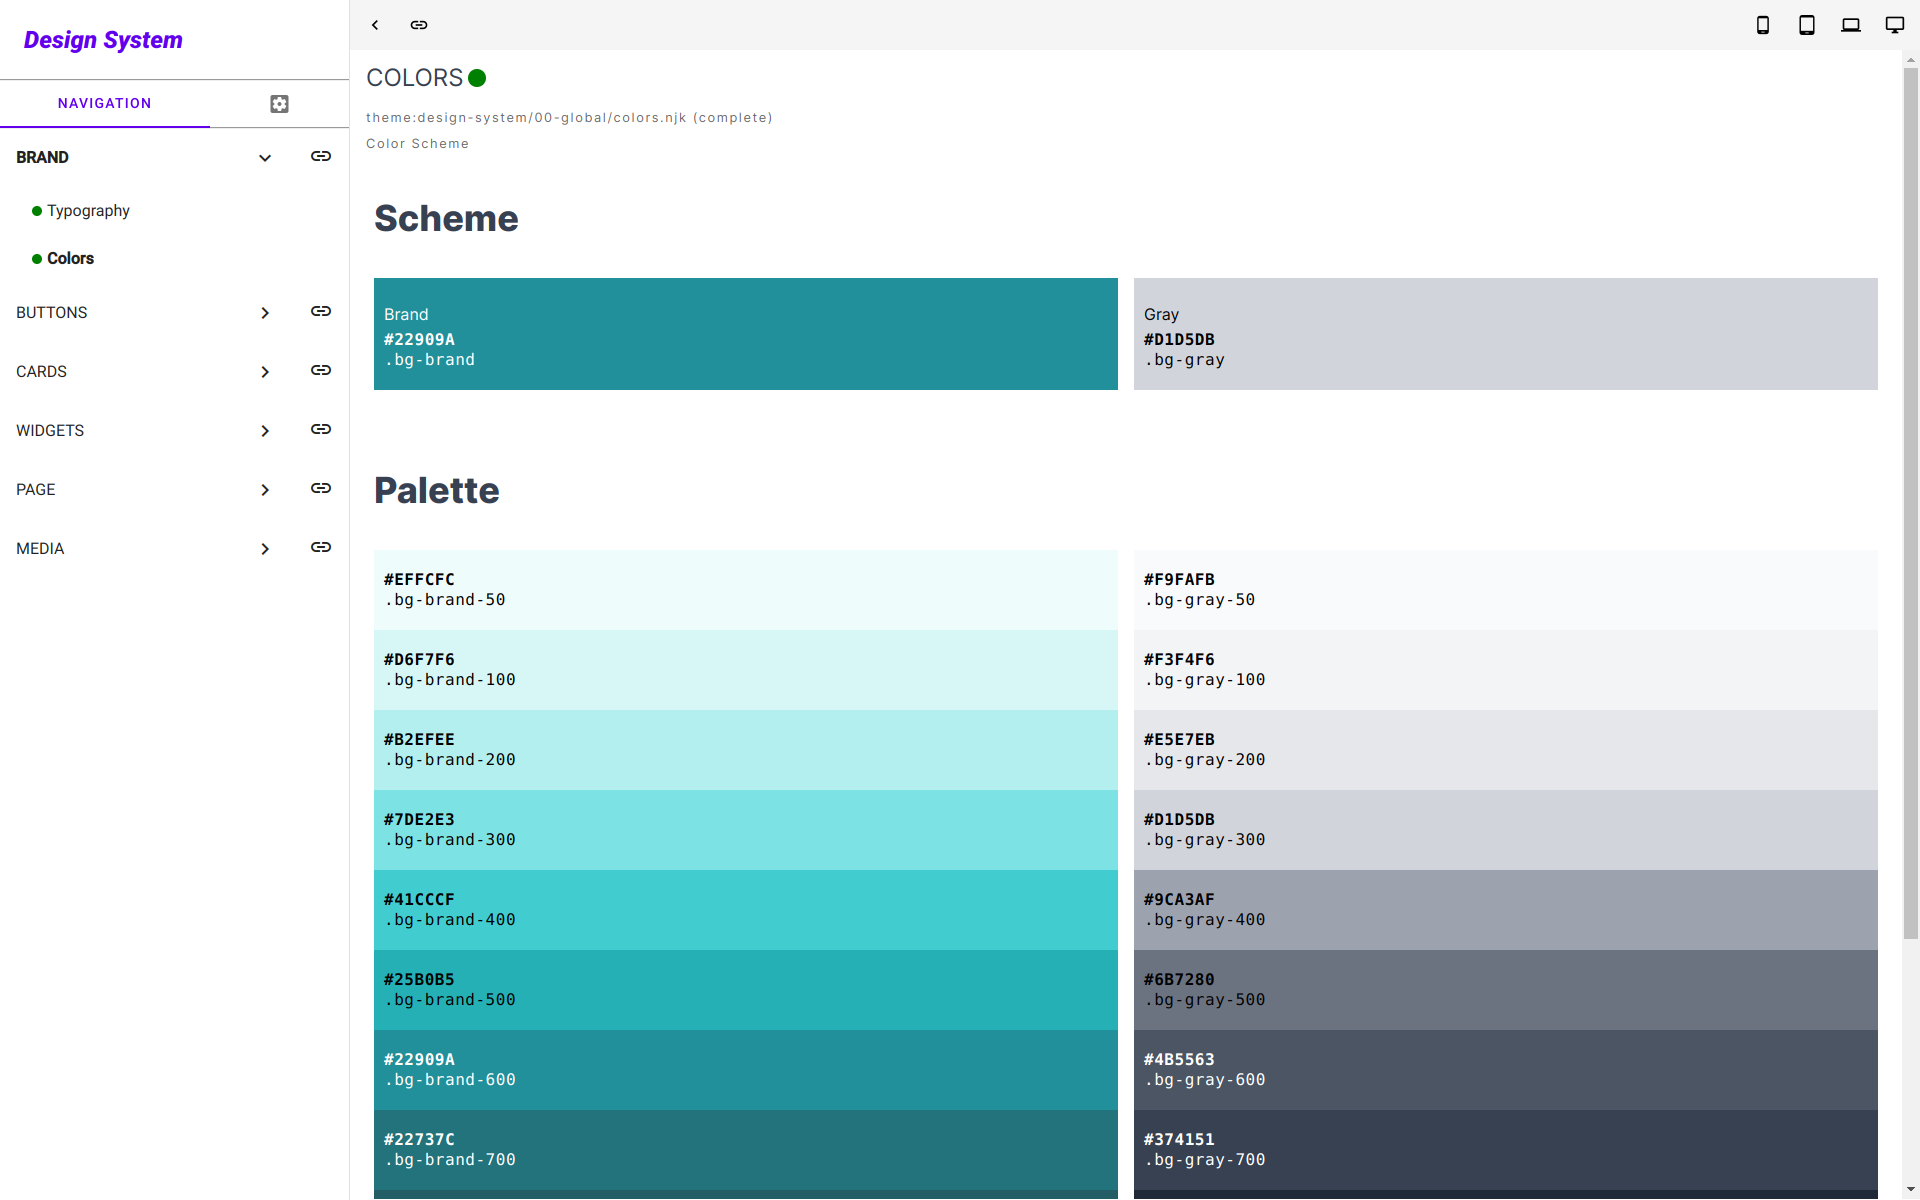 Design System
NAVIGATION
BRAND
Typography
Colors
BUTTONS
CARDS
WIDGETS
PAGE
MEDIA
COLORS
theme:design-system/00-global/colors.njk (complete)
Color Scheme
Scheme
Brand
#22909A
.bg-brand
Gray
#D1D5DB
.bg-gray
Palette
#EFFCFC
.bg-brand-50
#D6F7F6
.bg-brand-100
#B2EFEE
.bg-brand-200
#7DE2E3
.bg-brand-300
#41CCCF
.bg-brand-400
#25B0B5
.bg-brand-500
#22909A
.bg-brand-600
#22737C
.bg-brand-700
#F9FAFB
.bg-gray-50
#F3F4F6
.bg-gray-100
#E5E7EB
.bg-gray-200
#D1D5DB
.bg-gray-300
#9CA3AF
.bg-gray-400
#6B7280
.bg-gray-500
#4B5563
.bg-gray-600
#374151
.bg-gray-700